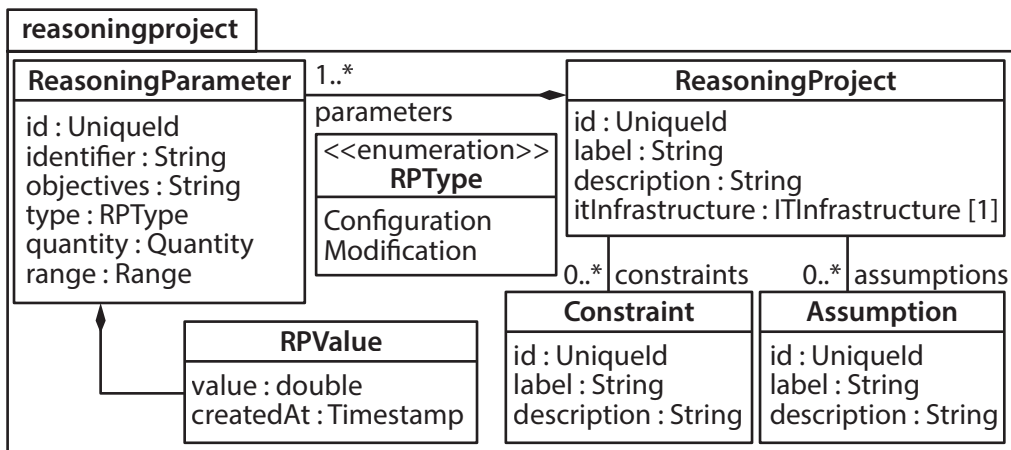 reasoningproject
ReasoningParameter
id : UniqueId
identifier : String
objectives : String
type : RPType
quantity : Quantity
range : Range
1..*
parameters
<<enumeration>>
RPType
Configuration
Modification
ReasoningProject
id : UniqueId
label : String
description : String
itInfrastructure : ITInfrastructure [1]
0..* constraints
0..* assumptions
RPValue
value : double
createdAt : Timestamp
Constraint
id : UniqueId
label : String
description : String
Assumption
id : UniqueId
label : String
description : String